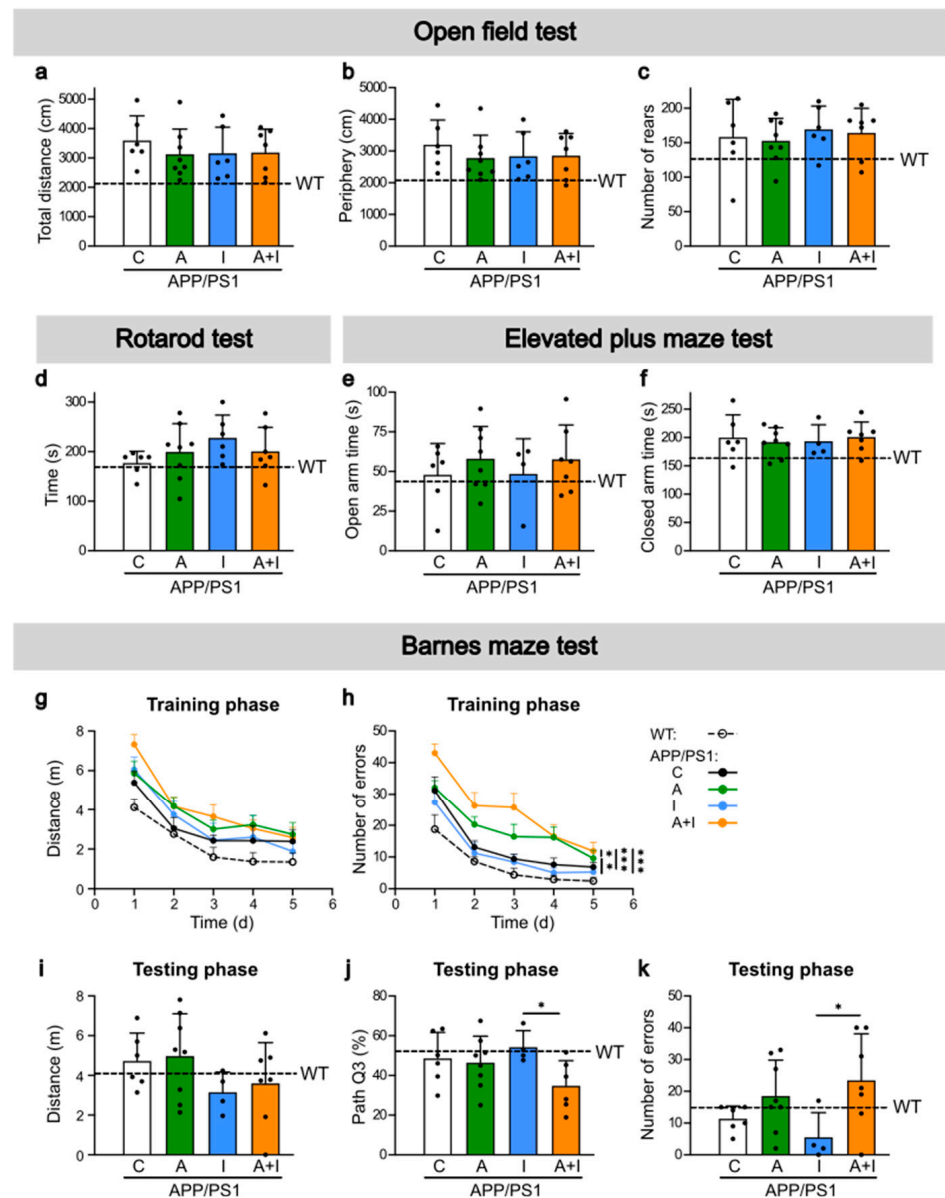 Open field test
a
b
c
Total distance (cm)
5000
4000
3000
2000
1000
0
WT
C A I A+I
APP/PS1
Periphery (cm)
5000
4000
3000
2000
1000
0
WT
C A I A+I
APP/PS1
Number of rears
200
150
100
50
0
WT
C A I A+I
APP/PS1
Rotarod test
Elevated plus maze test
d
e
f
Time (s)
300
200
100
0
WT
C A I A+I
APP/PS1
Open arm time (s)
100
75
50
25
0
WT
C A I A+I
APP/PS1
Closed arm time (s)
250
200
150
100
50
0
WT
C A I A+I
APP/PS1
Barnes maze test
g Training phase
Distance (m)
8
6
4
2
0
0 1 2 3 4 5 6
Time (d)
h Training phase
Number of errors
50
40
30
20
10
0
0 1 2 3 4 5 6
Time (d)
WT:
APP/PS1:
C
A
I
A+I
i Testing phase
Distance (m)
8
6
4
2
0
WT
C A I A+I
APP/PS1
j Testing phase
Path Q3 (%)
80
60
40
20
0
*
WT
C A I A+I
APP/PS1
k Testing phase
Number of errors
50
40
30
20
10
0
*
WT
C A I A+I
APP/PS1